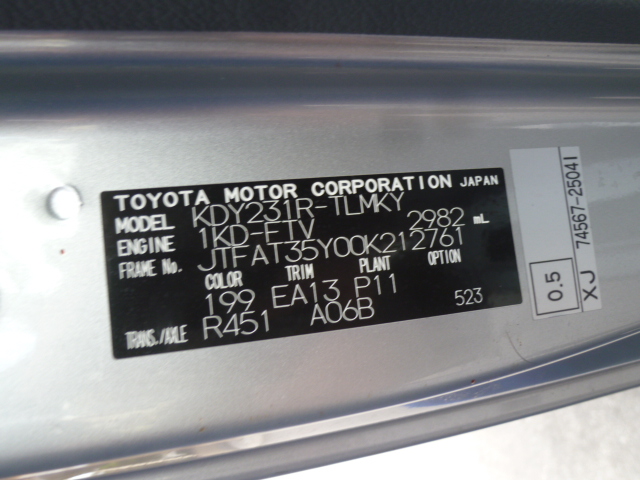 TOYOTA MOTOR CORPORATION JAPAN
MODEL KDY231R-TLMKY
ENGINE 1KD-FTV 2982 mL
FRAME No. JTFAT35Y00K212761
COLOR TRIM PLANT OPTION
199 EA13 P11
TRANS./AXLE R451 A06B 523
74567-25041
0.5 XJ